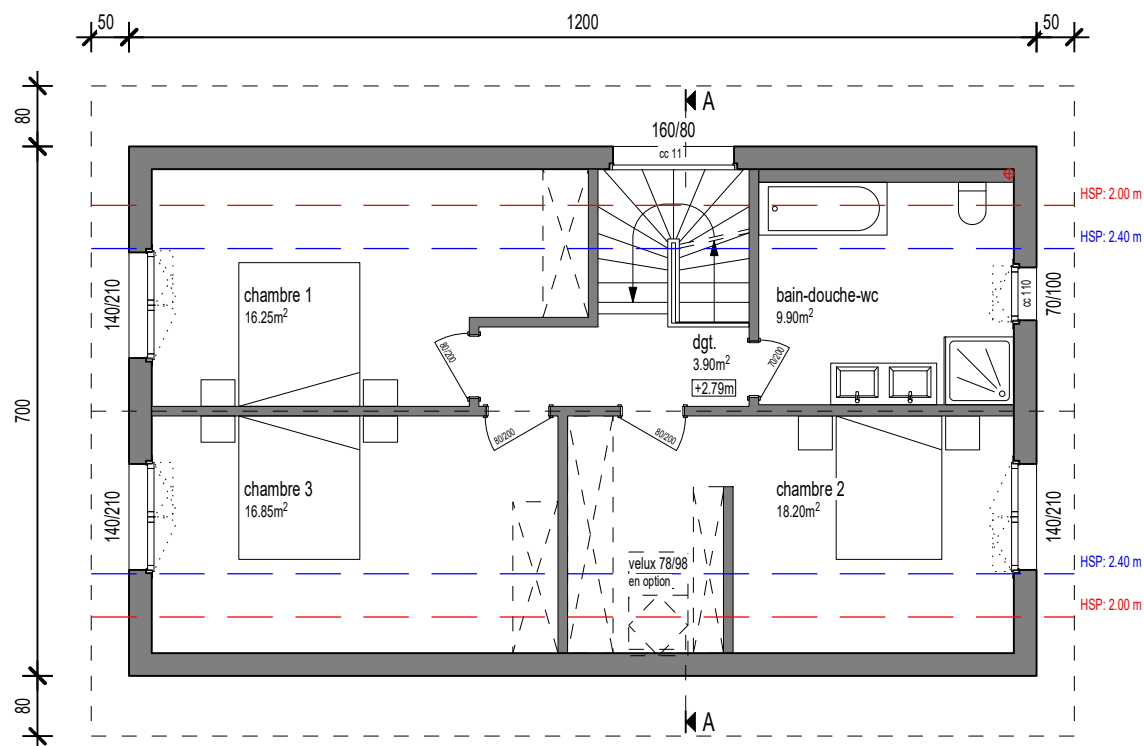 50
1200
50
80
A
160/80
cc 11
HSP: 2.00 m
HSP: 2.40 m
140/210
chambre 1
16.25m²
bain-douche-wc
9.90m²
cc 110
70/100
80/200
dgt.
3.90m²
+2.79m
70/200
700
80/200
80/200
chambre 3
16.85m²
chambre 2
18.20m²
140/210
140/210
velux 78/98
en option
HSP: 2.40 m
HSP: 2.00 m
80
A